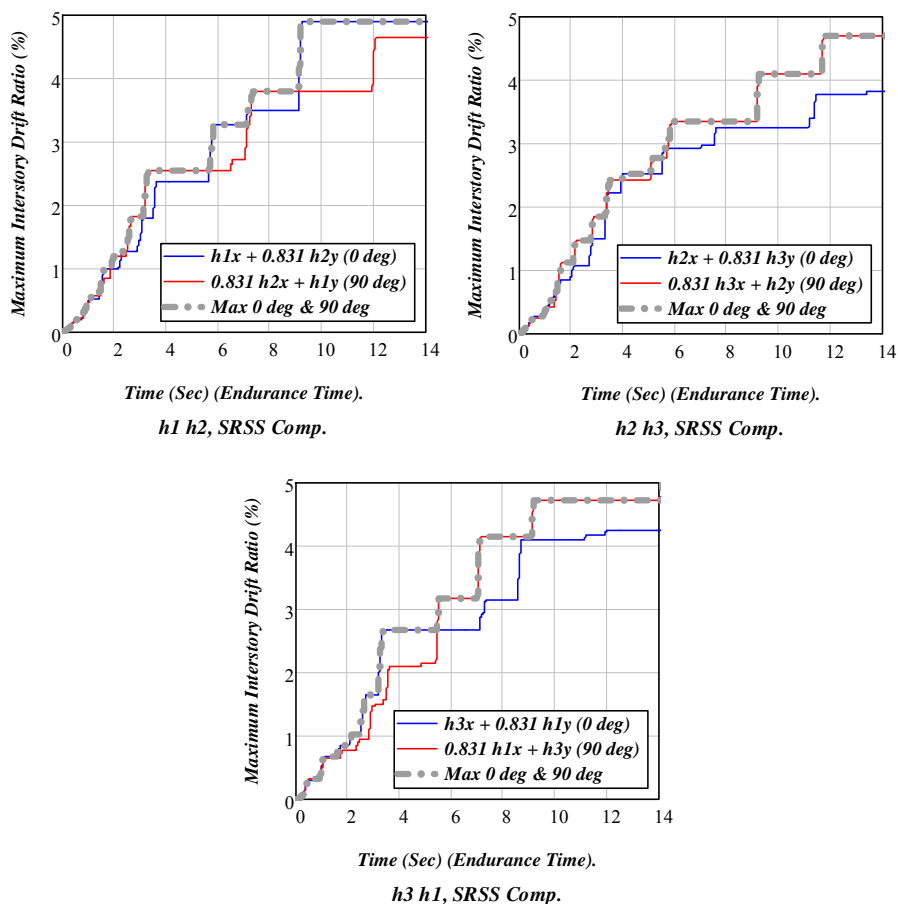 Maximum Interstory Drift Ratio (%)
5
4
3
2
1
0
h1x + 0.831 h2y (0 deg)
0.831 h2x + h1y (90 deg)
Max 0 deg & 90 deg
0 2 4 6 8 10 12 14
Time (Sec) (Endurance Time).
h1 h2, SRSS Comp.
Maximum Interstory Drift Ratio (%)
5
4
3
2
1
0
h2x + 0.831 h3y (0 deg)
0.831 h3x + h2y (90 deg)
Max 0 deg & 90 deg
0 2 4 6 8 10 12 14
Time (Sec) (Endurance Time).
h2 h3, SRSS Comp.
Maximum Interstory Drift Ratio (%)
5
4
3
2
1
0
h3x + 0.831 h1y (0 deg)
0.831 h1x + h3y (90 deg)
Max 0 deg & 90 deg
0 2 4 6 8 10 12 14
Time (Sec) (Endurance Time).
h3 h1, SRSS Comp.